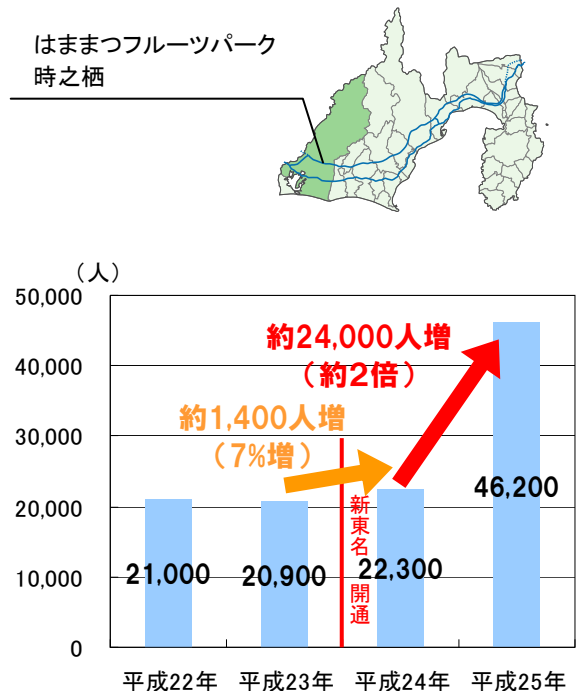 はままつフルーツパーク
時之栖
（人）
50,000
40,000
30,000
20,000
10,000
0
約24,000人増
（約2倍）
約1,400人増
（7%増）
新東名 開通
21,000
20,900
22,300
46,200
平成22年
平成23年
平成24年
平成25年